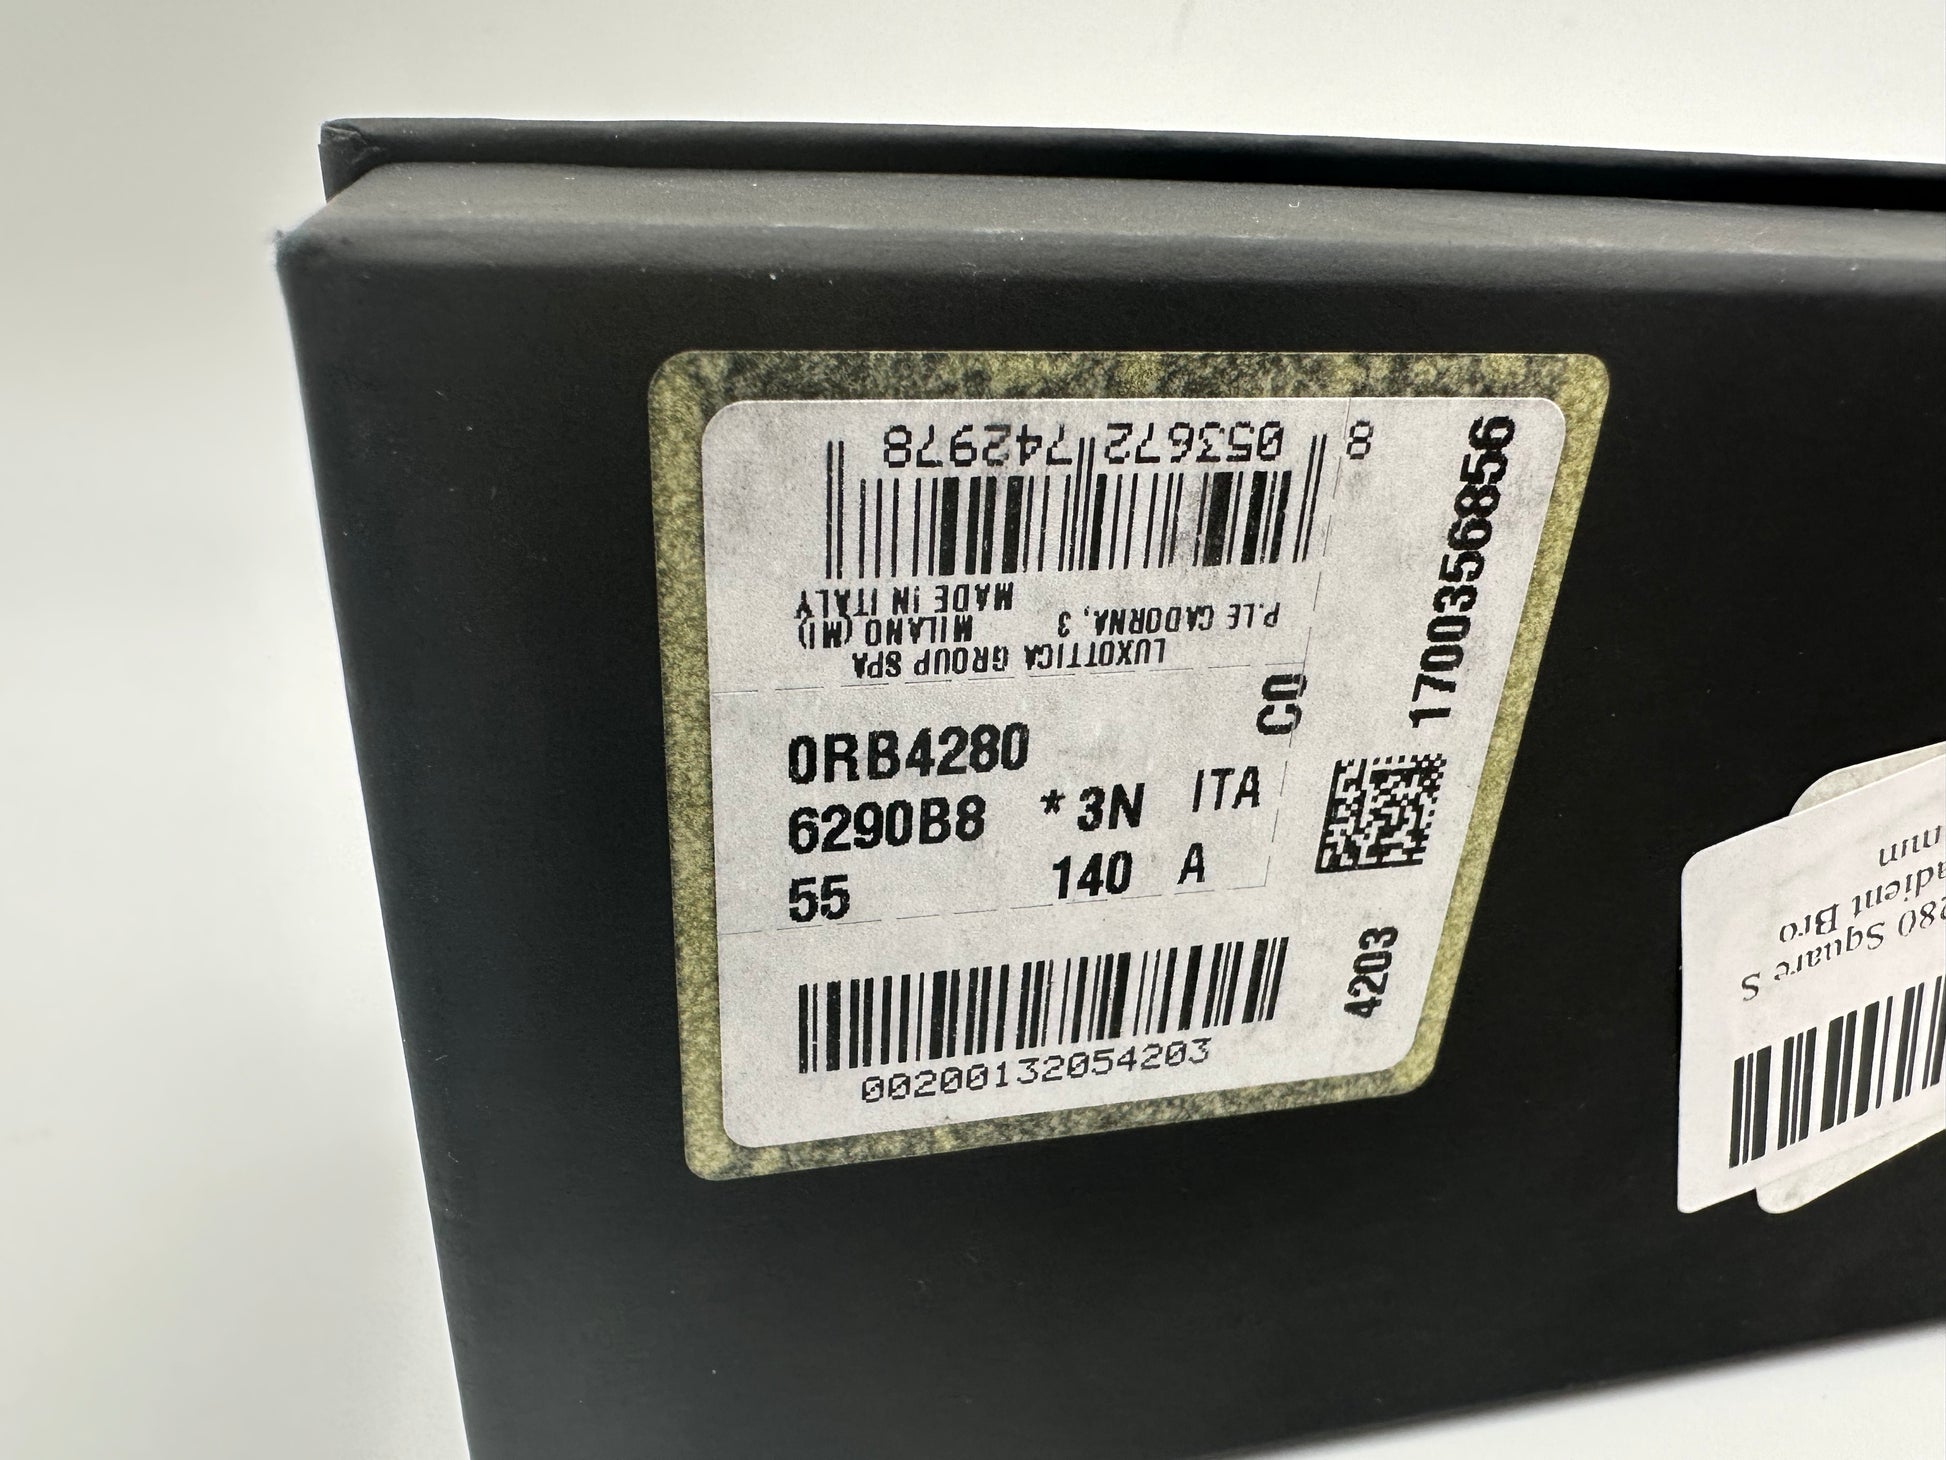 8 053672 742978
LUXOTTICA GROUP SPA
P.LE CADORNA, 3 MILANO (MI)
MADE IN ITALY
0RB4280 CO
6290B8 * 3N ITA
55 140 A
1700356856
4203
00200132054203
280 Square S
adient Bro
mm